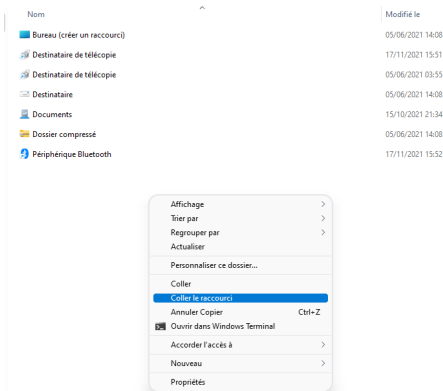 Nom Modifié le
Bureau (créer un raccourci) 05/06/2021 14:08
Destinataire de télécopie 17/11/2021 15:51
Destinataire de télécopie 05/06/2021 03:55
Destinataire 05/06/2021 14:08
Documents 15/10/2021 21:34
Dossier compressé 05/06/2021 14:08
Périphérique Bluetooth 17/11/2021 15:52
Affichage
Trier par
Regrouper par
Actualiser
Personnaliser ce dossier...
Coller
Coller le raccourci
Annuler Copier Ctrl+Z
Ouvrir dans Windows Terminal
Accorder l'accès à
Nouveau
Propriétés